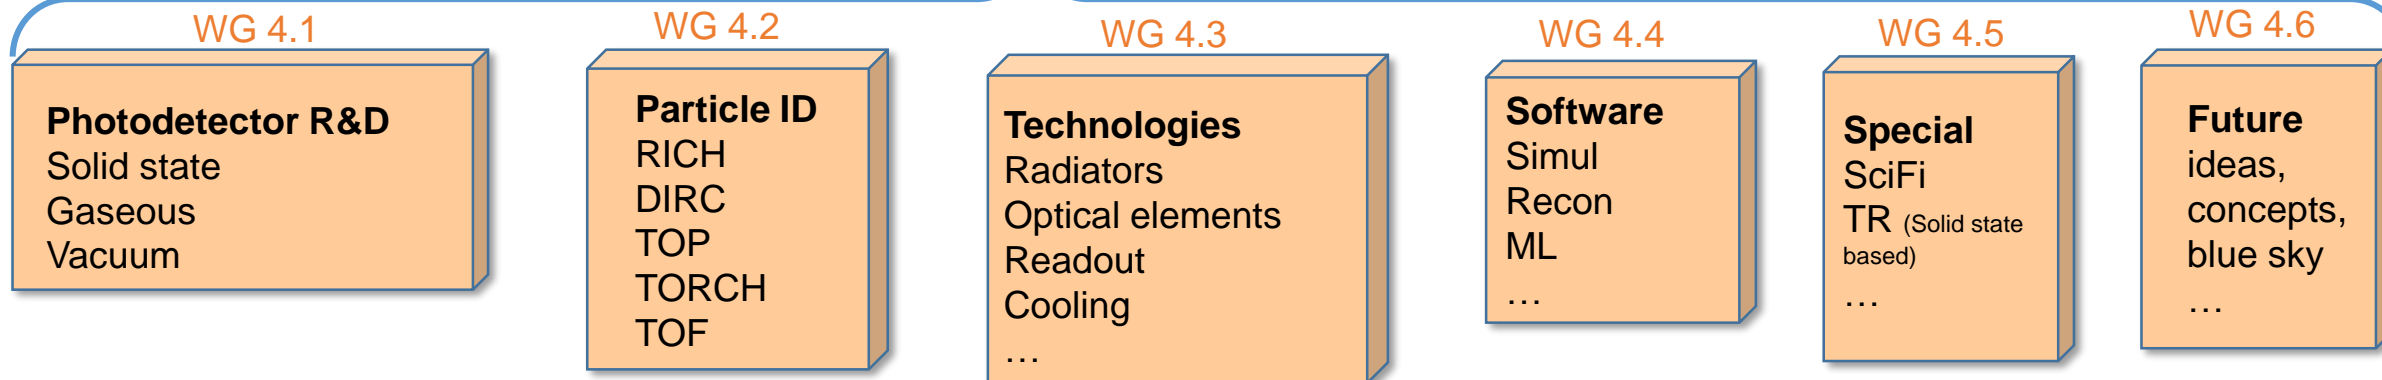 WG 4.1
Photodetector R&D
Solid state
Gaseous
Vacuum
WG 4.2
Particle ID
RICH
DIRC
TOP
TORCH
TOF
WG 4.3
Technologies
Radiators
Optical elements
Readout
Cooling
…
WG 4.4
Software
Simul
Recon
ML
…
WG 4.5
Special
SciFi
TR (Solid state
based)
…
WG 4.6
Future
ideas,
concepts,
blue sky
…